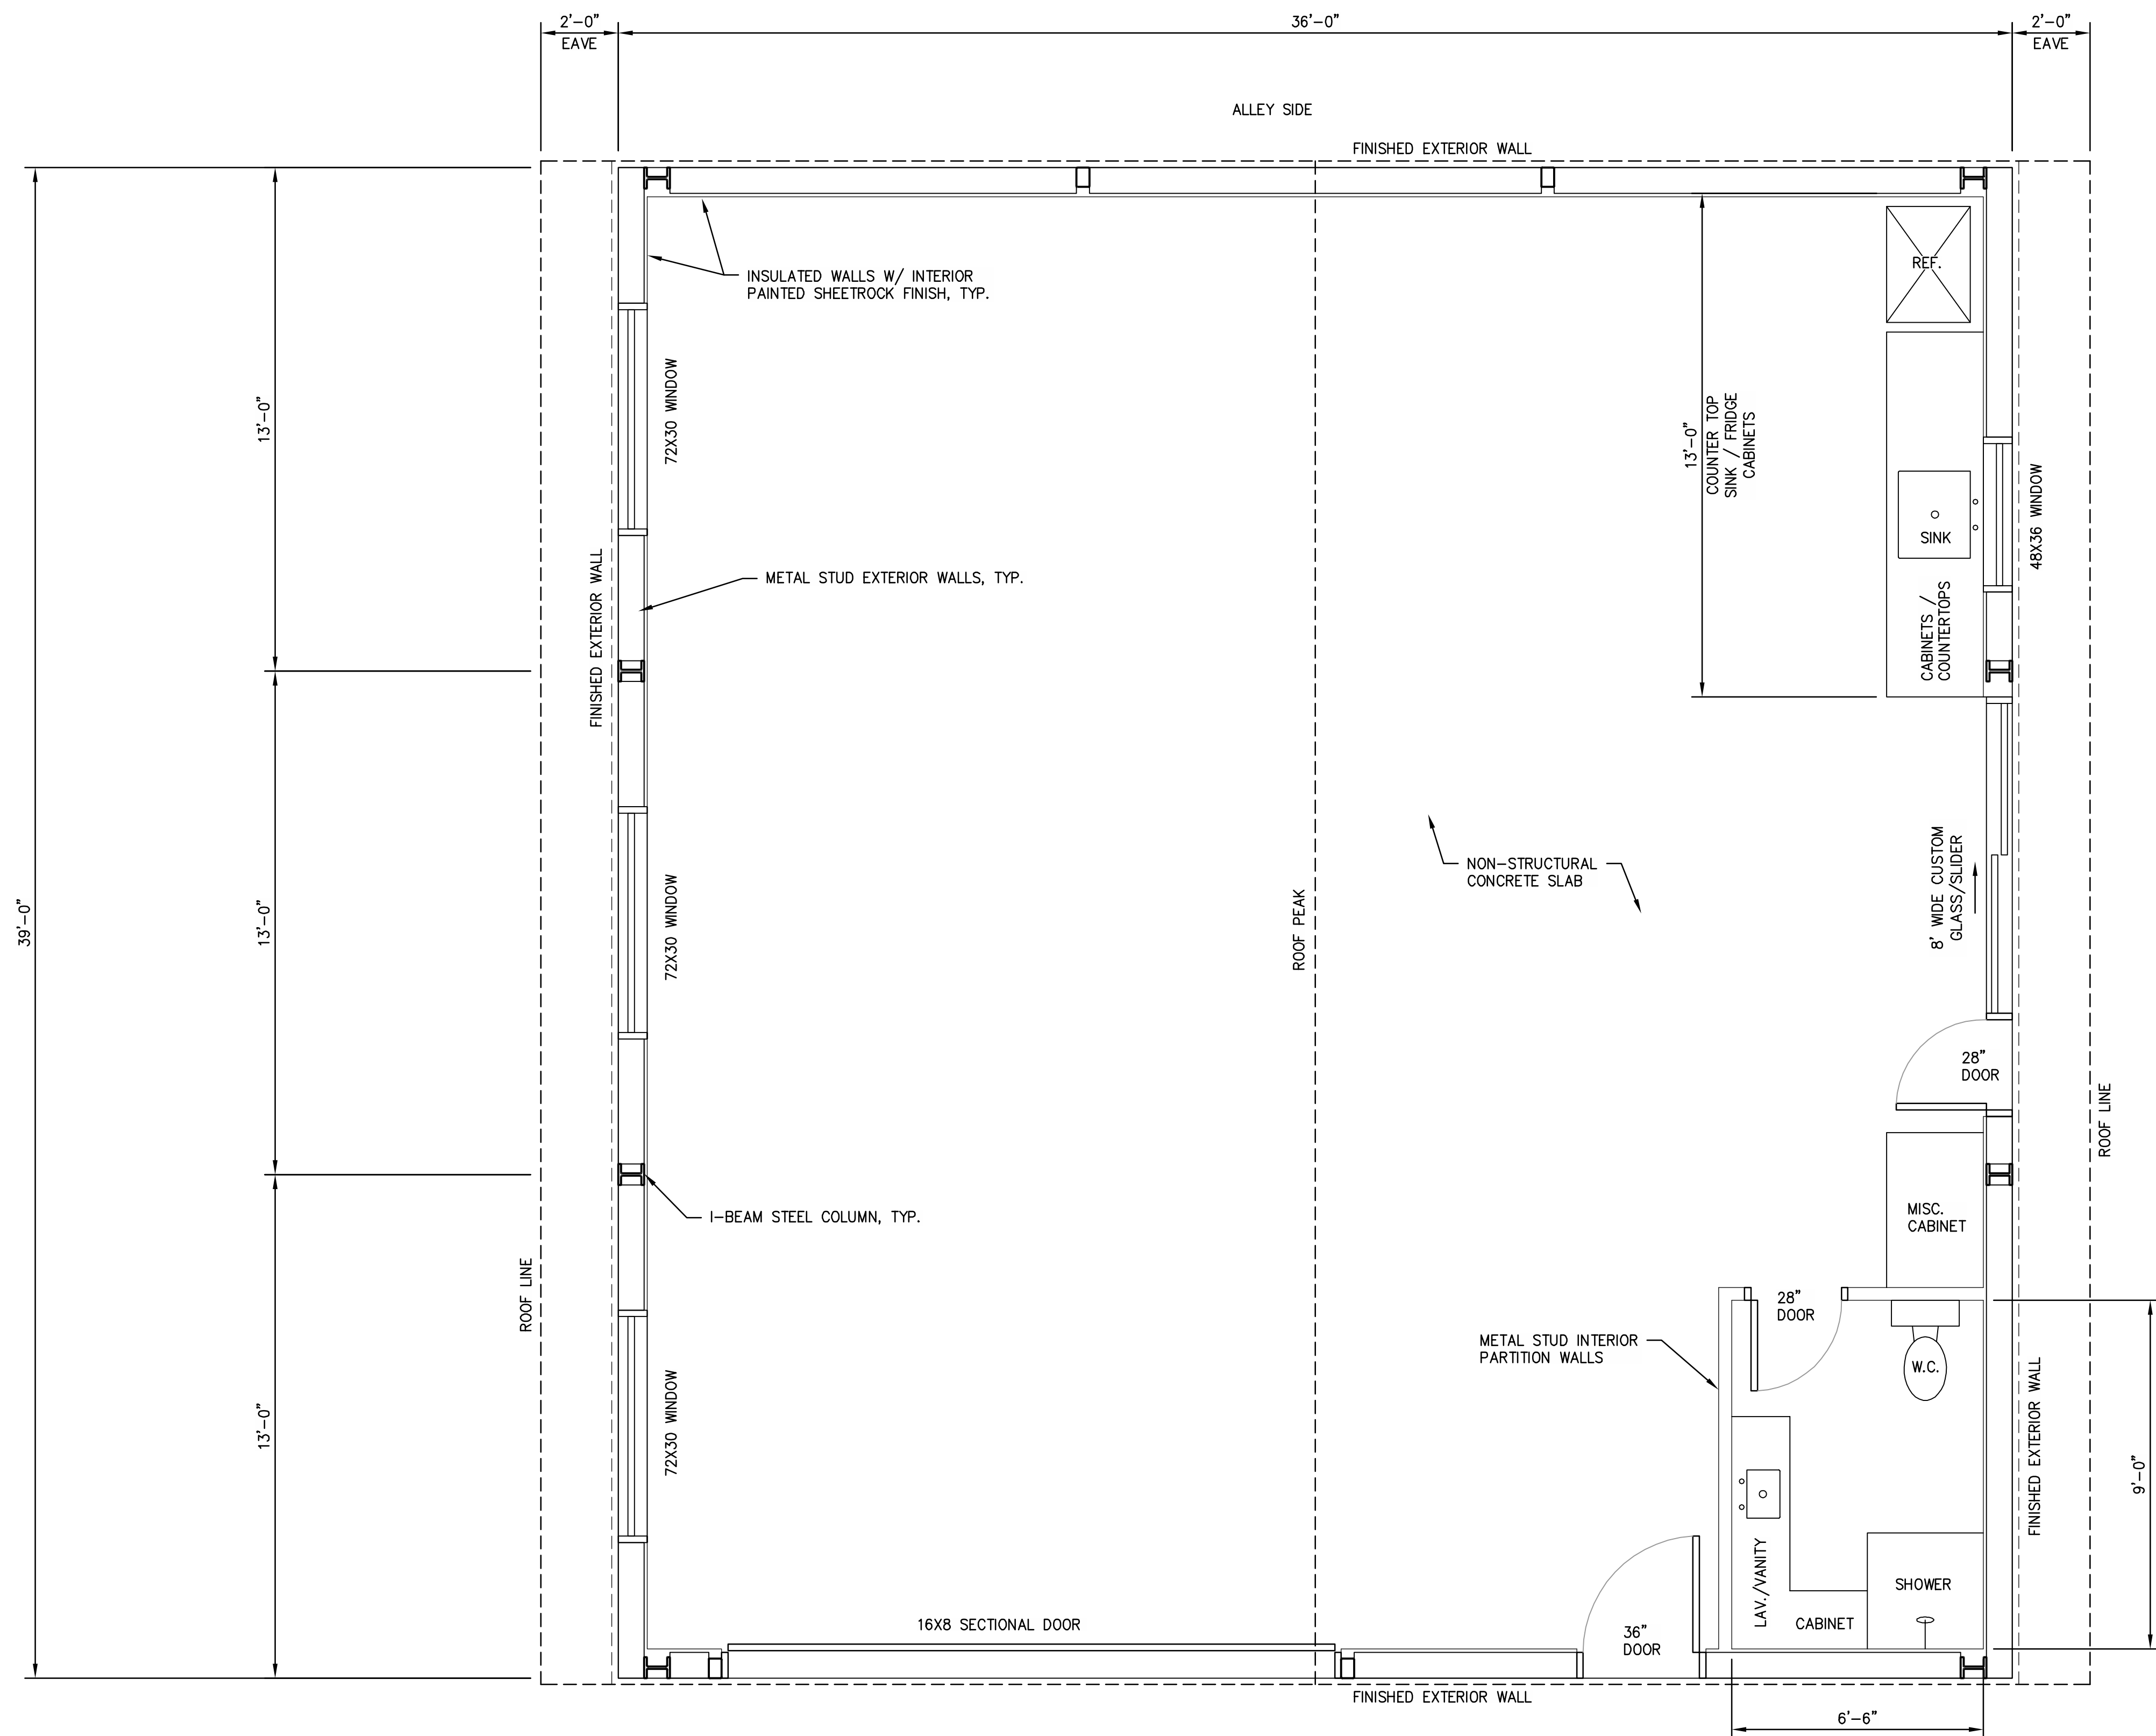 2'-0"
EAVE
36'-0"
2'-0"
EAVE
ALLEY SIDE
FINISHED EXTERIOR WALL
INSULATED WALLS W/ INTERIOR
PAINTED SHEETROCK FINISH, TYP.
REF.
72X30 WINDOW
13'-0"
13'-0"
COUNTER TOP
SINK / FRIDGE
CABINETS
SINK
48X36 WINDOW
CABINETS /
COUNTERTOPS
METAL STUD EXTERIOR WALLS, TYP.
FINISHED EXTERIOR WALL
39'-0"
13'-0"
72X30 WINDOW
ROOF PEAK
NON-STRUCTURAL
CONCRETE SLAB
8' WIDE CUSTOM
GLASS/SLIDER
28"
DOOR
ROOF LINE
I-BEAM STEEL COLUMN, TYP.
MISC.
CABINET
ROOF LINE
28"
DOOR
METAL STUD INTERIOR
PARTITION WALLS
W.C.
13'-0"
72X30 WINDOW
FINISHED EXTERIOR WALL
9'-0"
LAV./VANITY
SHOWER
CABINET
16X8 SECTIONAL DOOR
36"
DOOR
FINISHED EXTERIOR WALL
6'-6"